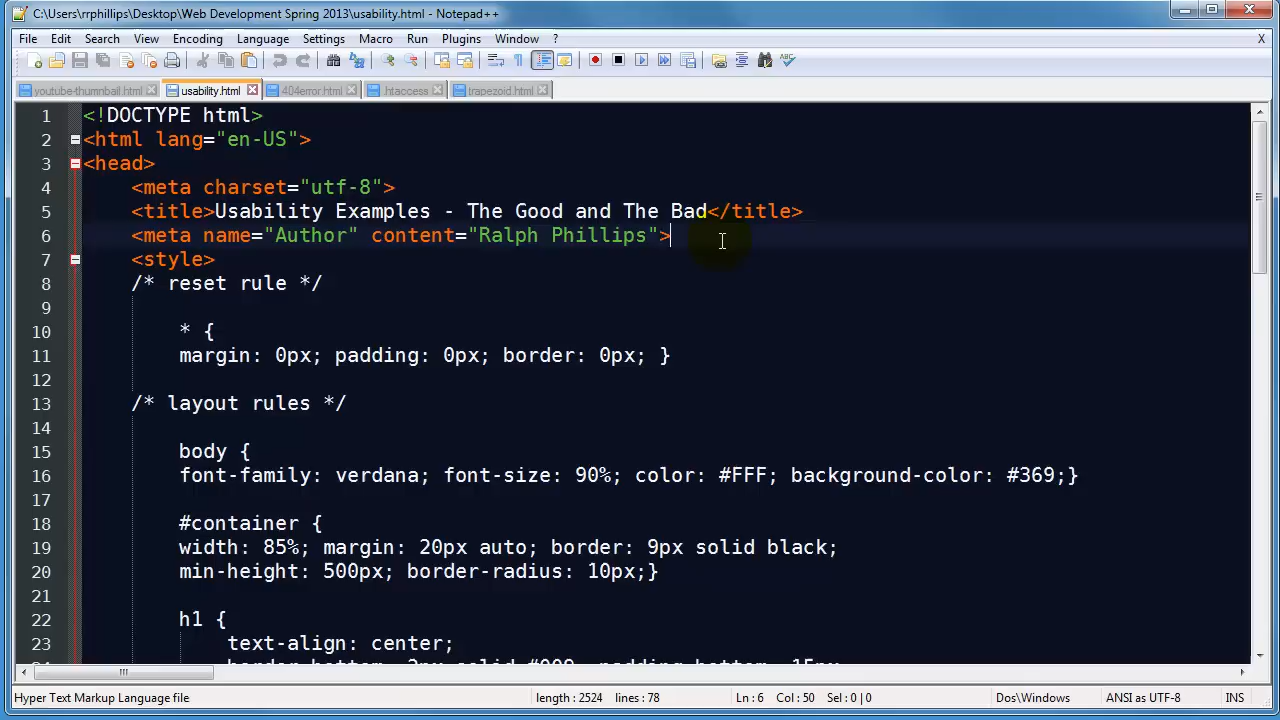 C:\Users\rrphillips\Desktop\Web Development Spring 2013\usability.html - Notepad++
File Edit Search View Encoding Language Settings Macro Run Plugins Window ? X
youtube-thumnbail.html usability.html 404error.html .htaccess trapezoid.html
1 <!DOCTYPE html>
2 <html lang="en-US">
3 <head>
4 <meta charset="utf-8">
5 <title>Usability Examples - The Good and The Bad</title>
6 <meta name="Author" content="Ralph Phillips">
7 <style>
8 /* reset rule */
9
10 * {
11 margin: 0px; padding: 0px; border: 0px; }
12
13 /* layout rules */
14
15 body {
16 font-family: verdana; font-size: 90%; color: #FFF; background-color: #369;}
17
18 #container {
19 width: 85%; margin: 20px auto; border: 9px solid black;
20 min-height: 500px; border-radius: 10px;}
21
22 h1 {
23 text-align: center;
Hyper Text Markup Language file length : 2524 lines : 78 Ln : 6 Col : 50 Sel : 0 | 0 Dos\Windows ANSI as UTF-8 INS